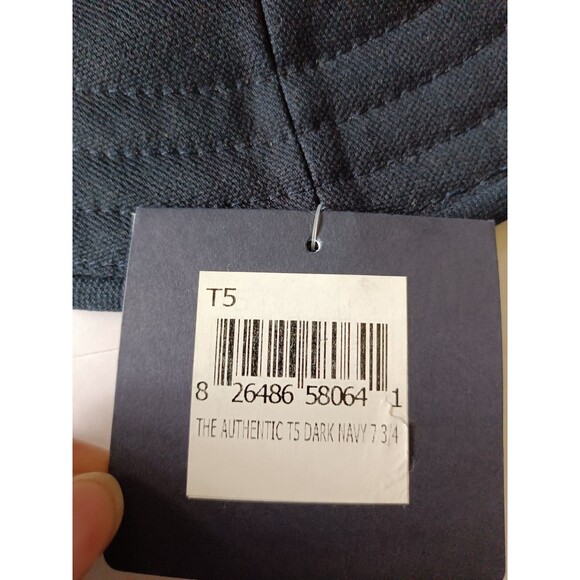 T5
8 26486 58064 1
THE AUTHENTIC T5 DARK NAVY 7 3/4